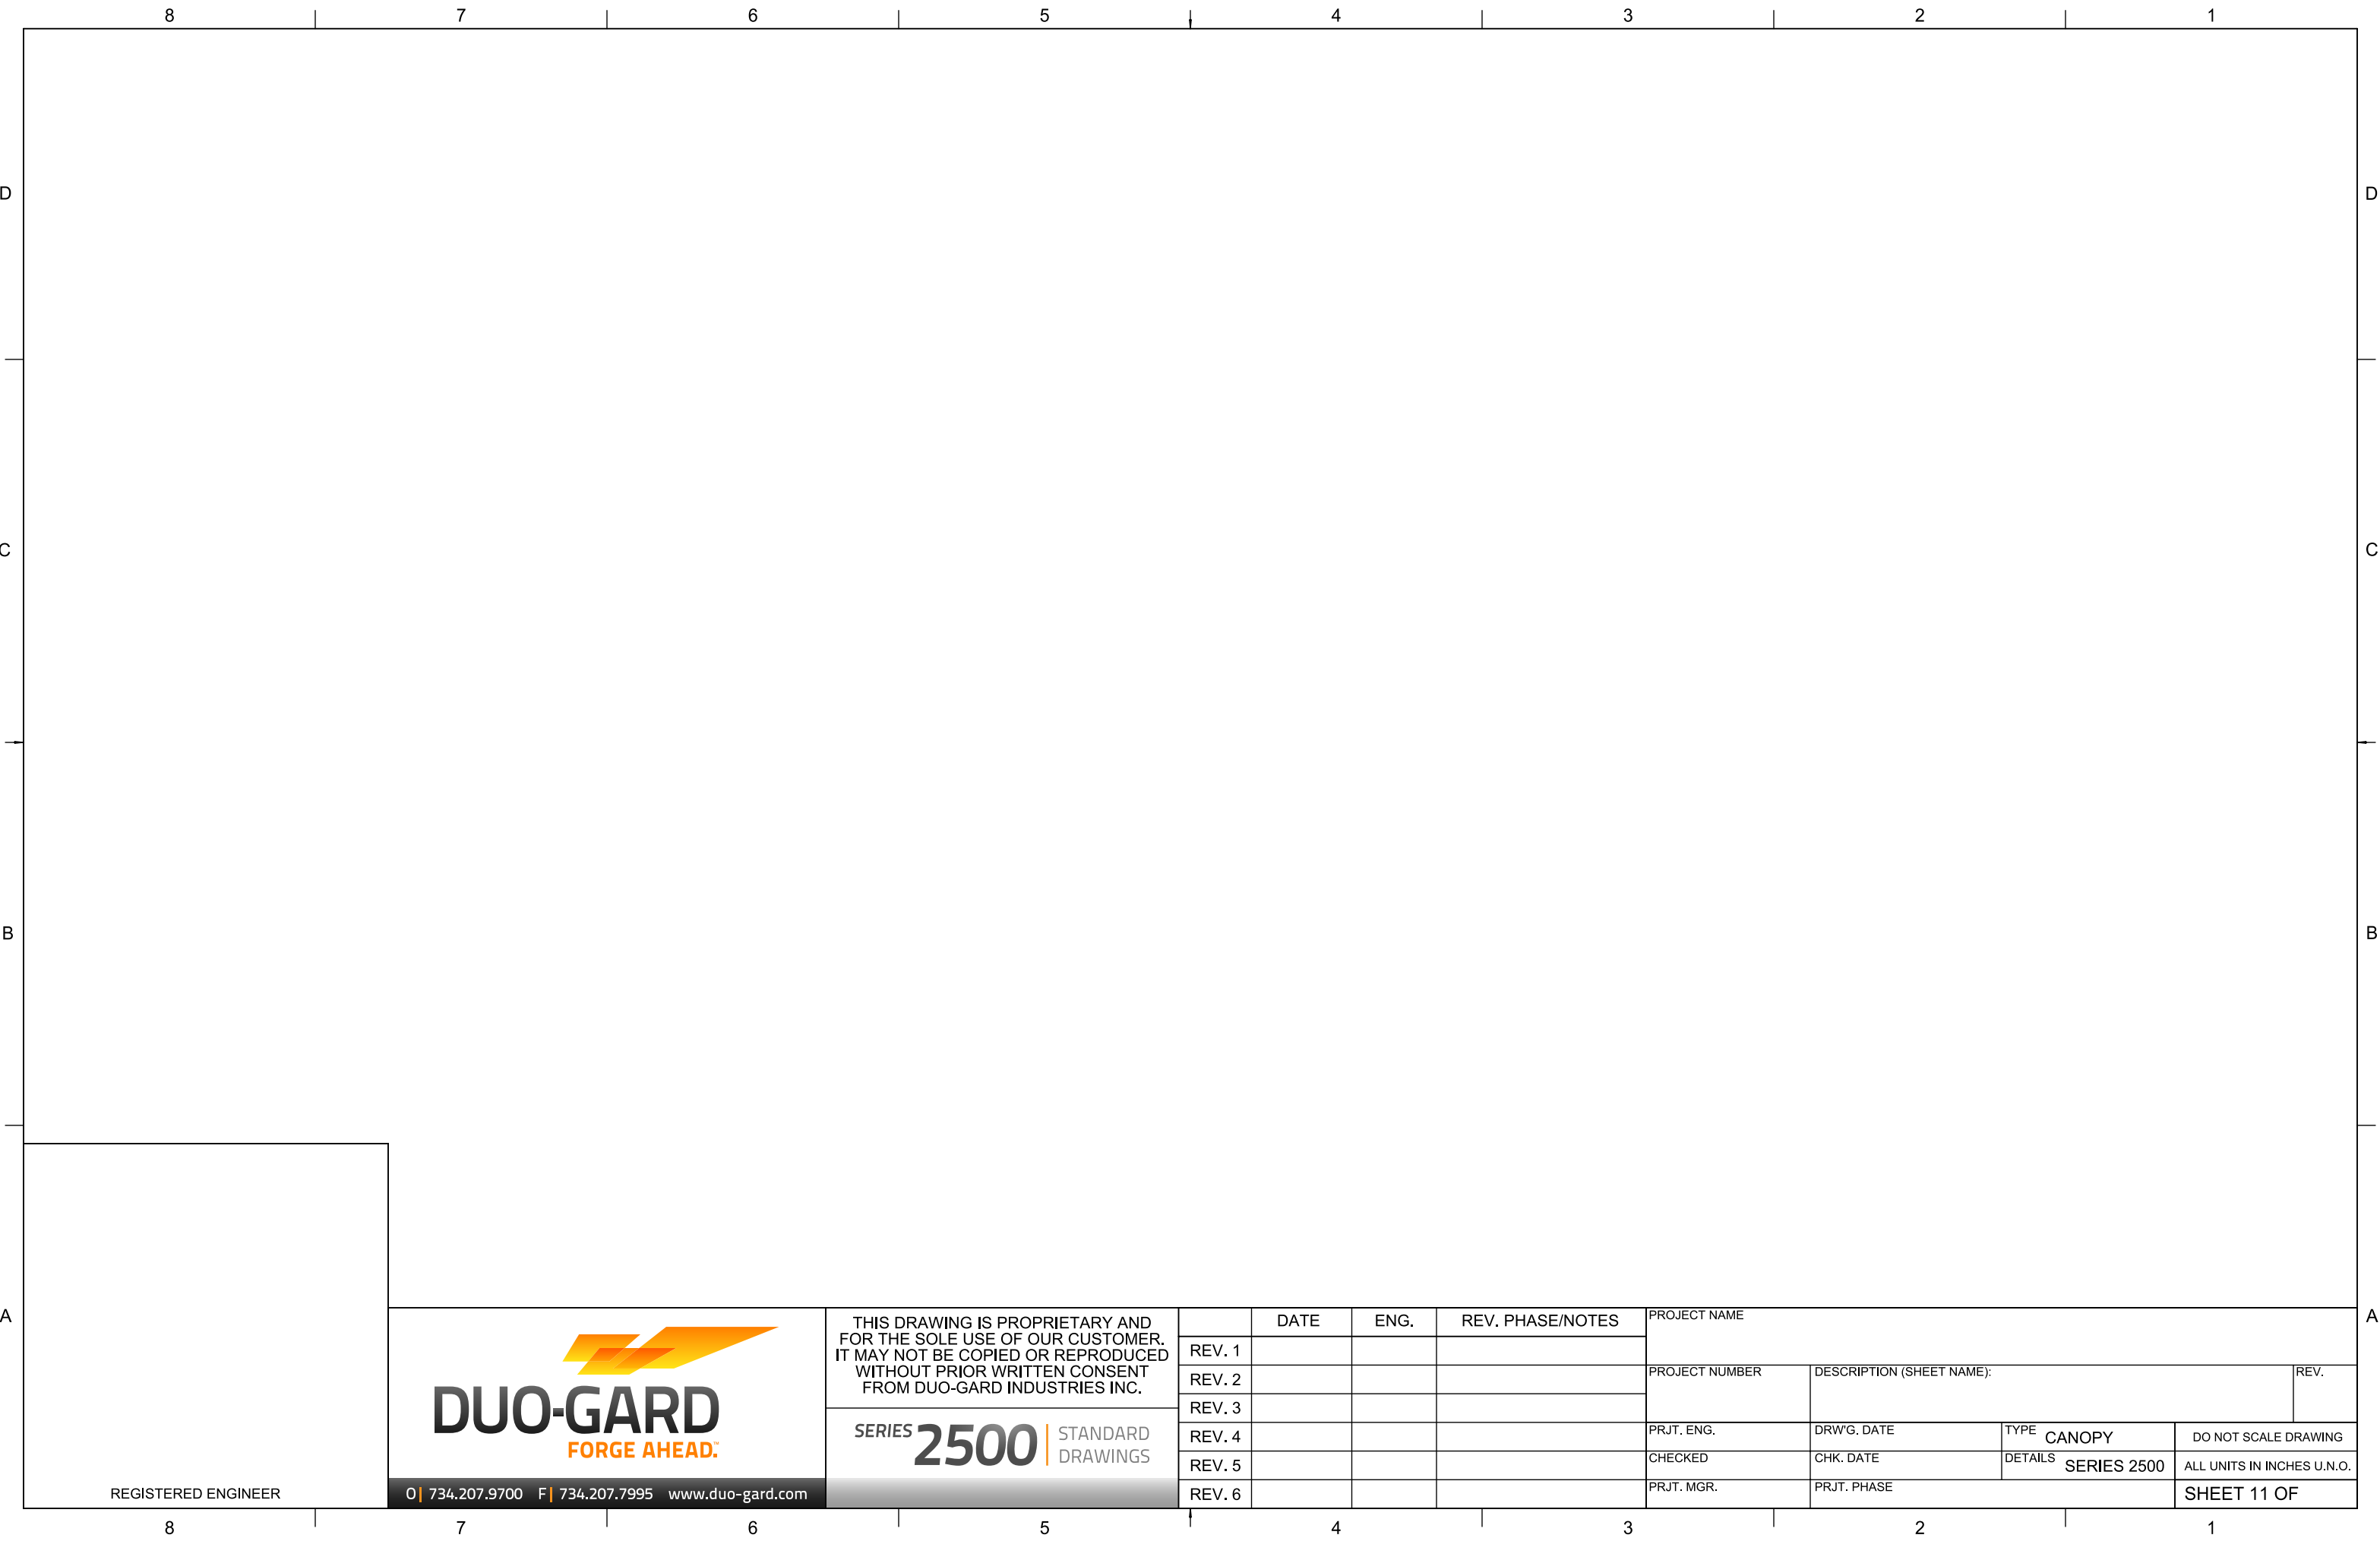 8 7 6 5 4 3 2 1
D D
C C
B B
A A
REGISTERED ENGINEER
DUO-GARD
FORGE AHEAD.™
O| 734.207.9700 F| 734.207.7995 www.duo-gard.com
THIS DRAWING IS PROPRIETARY AND
FOR THE SOLE USE OF OUR CUSTOMER.
IT MAY NOT BE COPIED OR REPRODUCED
WITHOUT PRIOR WRITTEN CONSENT
FROM DUO-GARD INDUSTRIES INC.
SERIES 2500 | STANDARD
DRAWINGS
DATE ENG. REV. PHASE/NOTES
REV. 1
REV. 2
REV. 3
REV. 4
REV. 5
REV. 6
PROJECT NAME
PROJECT NUMBER DESCRIPTION (SHEET NAME): REV.
PRJT. ENG. DRW'G. DATE TYPE CANOPY DO NOT SCALE DRAWING
CHECKED CHK. DATE DETAILS SERIES 2500 ALL UNITS IN INCHES U.N.O.
PRJT. MGR. PRJT. PHASE SHEET 11 OF
8 7 6 5 4 3 2 1